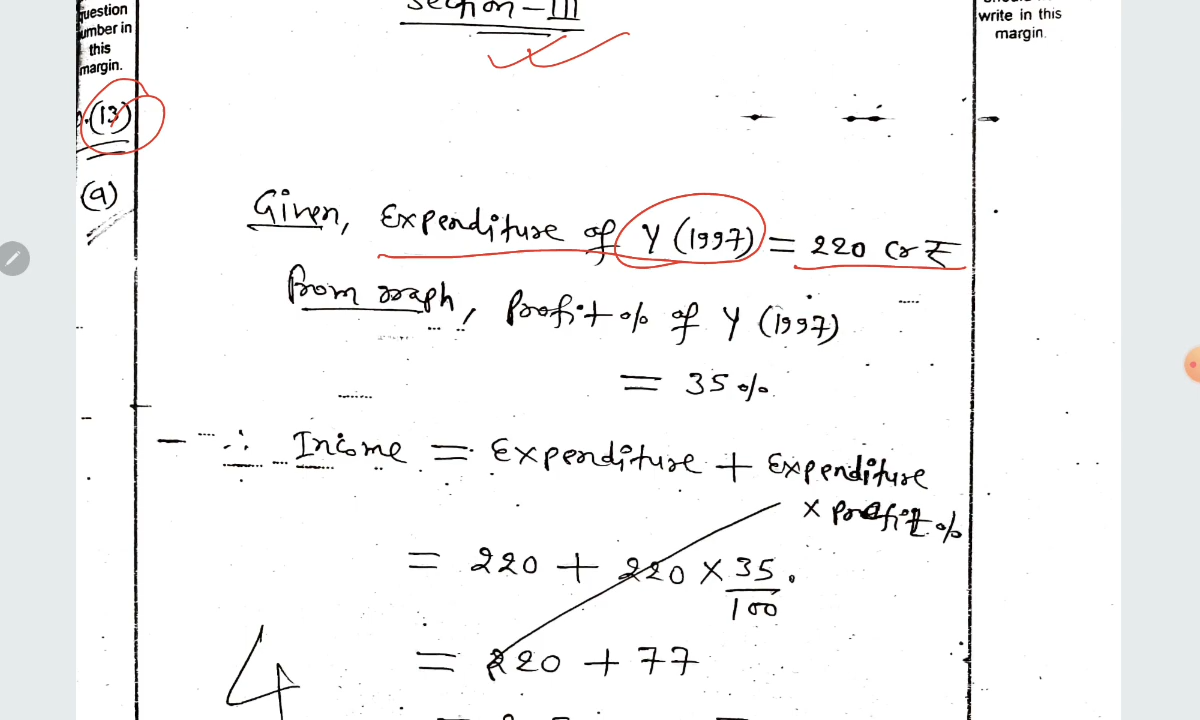 Section-III
Question
number in
this
margin.
write in this
margin.
(13)
(a)
Given, Expenditure of Y (1997) = 220 Cr ₹
From graph, Profit % of Y (1997)
= 35 %.
∴ Income = Expenditure + Expenditure
× profit %
= 220 + 220 × 35
100
= 220 + 77
4